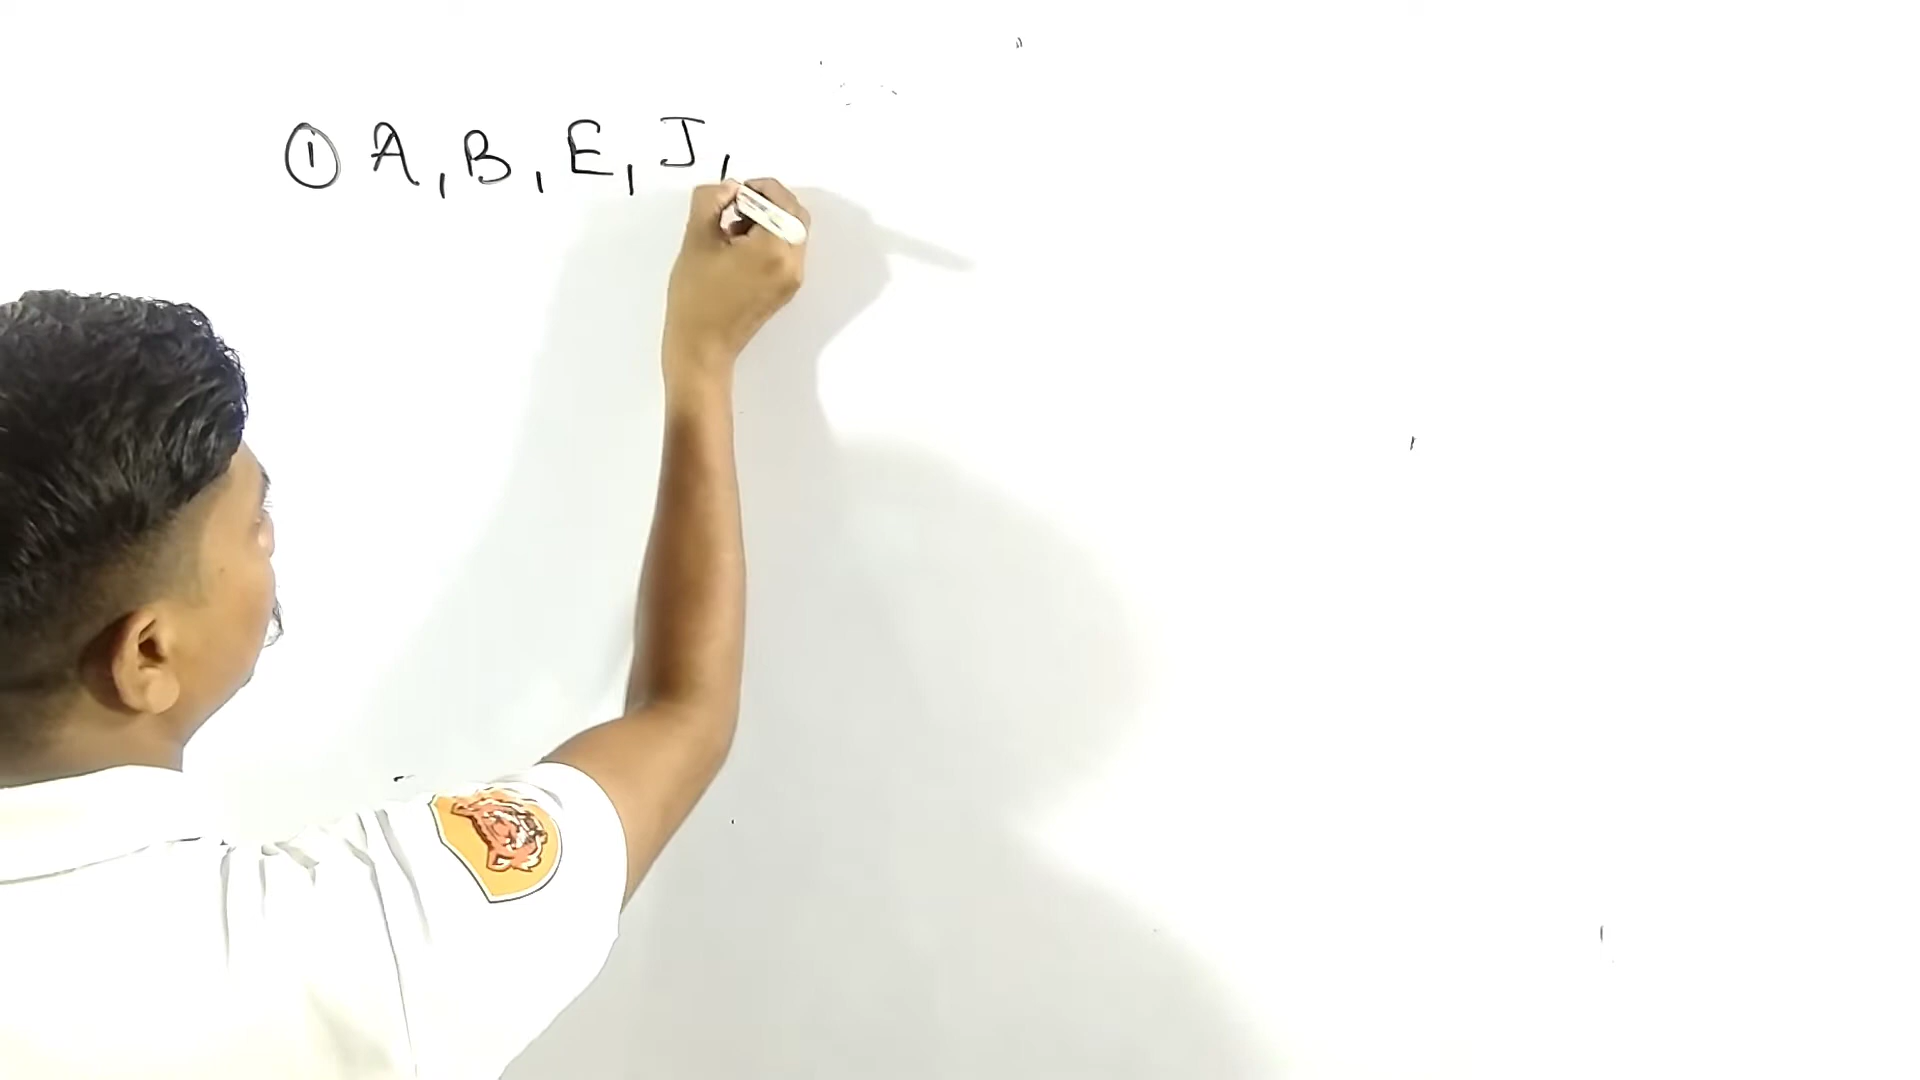 ① A, B, E, J,